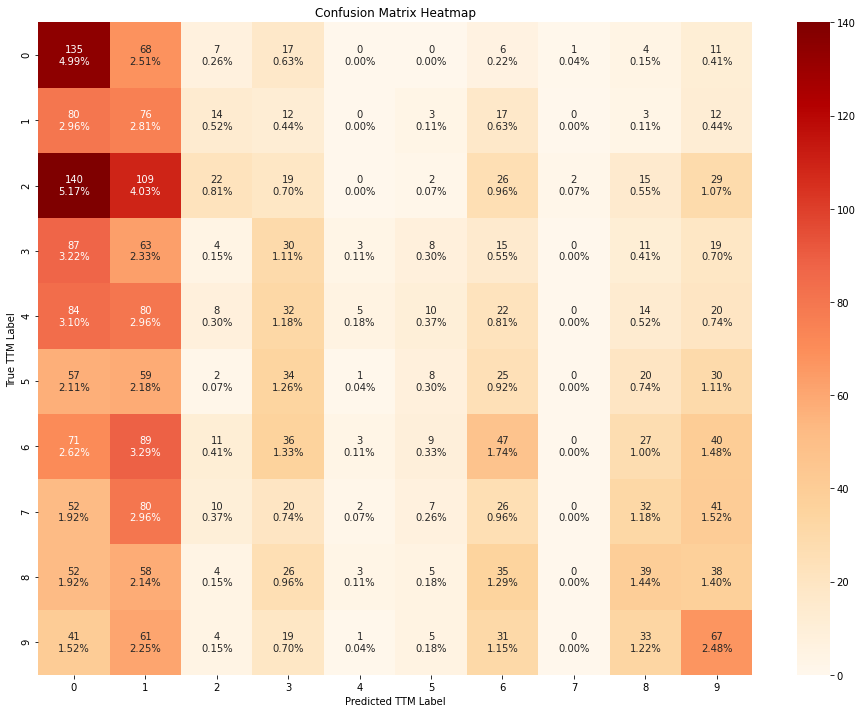 Confusion Matrix Heatmap
135 68 7 17 0 0 6 1 4 11
4.99% 2.51% 0.26% 0.63% 0.00% 0.00% 0.22% 0.04% 0.15% 0.41%
0
80 76 14 12 0 3 17 0 3 12
2.96% 2.81% 0.52% 0.44% 0.00% 0.11% 0.63% 0.00% 0.11% 0.44%
1
140 109 22 19 0 2 26 2 15 29
5.17% 4.03% 0.81% 0.70% 0.00% 0.07% 0.96% 0.07% 0.55% 1.07%
2
87 63 4 30 3 8 15 0 11 19
3.22% 2.33% 0.15% 1.11% 0.11% 0.30% 0.55% 0.00% 0.41% 0.70%
3
84 80 8 32 5 10 22 0 14 20
3.10% 2.96% 0.30% 1.18% 0.18% 0.37% 0.81% 0.00% 0.52% 0.74%
4
57 59 2 34 1 8 25 0 20 30
2.11% 2.18% 0.07% 1.26% 0.04% 0.30% 0.92% 0.00% 0.74% 1.11%
5
71 89 11 36 3 9 47 0 27 40
2.62% 3.29% 0.41% 1.33% 0.11% 0.33% 1.74% 0.00% 1.00% 1.48%
6
52 80 10 20 2 7 26 0 32 41
1.92% 2.96% 0.37% 0.74% 0.07% 0.26% 0.96% 0.00% 1.18% 1.52%
7
52 58 4 26 3 5 35 0 39 38
1.92% 2.14% 0.15% 0.96% 0.11% 0.18% 1.29% 0.00% 1.44% 1.40%
8
41 61 4 19 1 5 31 0 33 67
1.52% 2.25% 0.15% 0.70% 0.04% 0.18% 1.15% 0.00% 1.22% 2.48%
9
True TTM Label
0 1 2 3 4 5 6 7 8 9
Predicted TTM Label
140
120
100
80
60
40
20
0